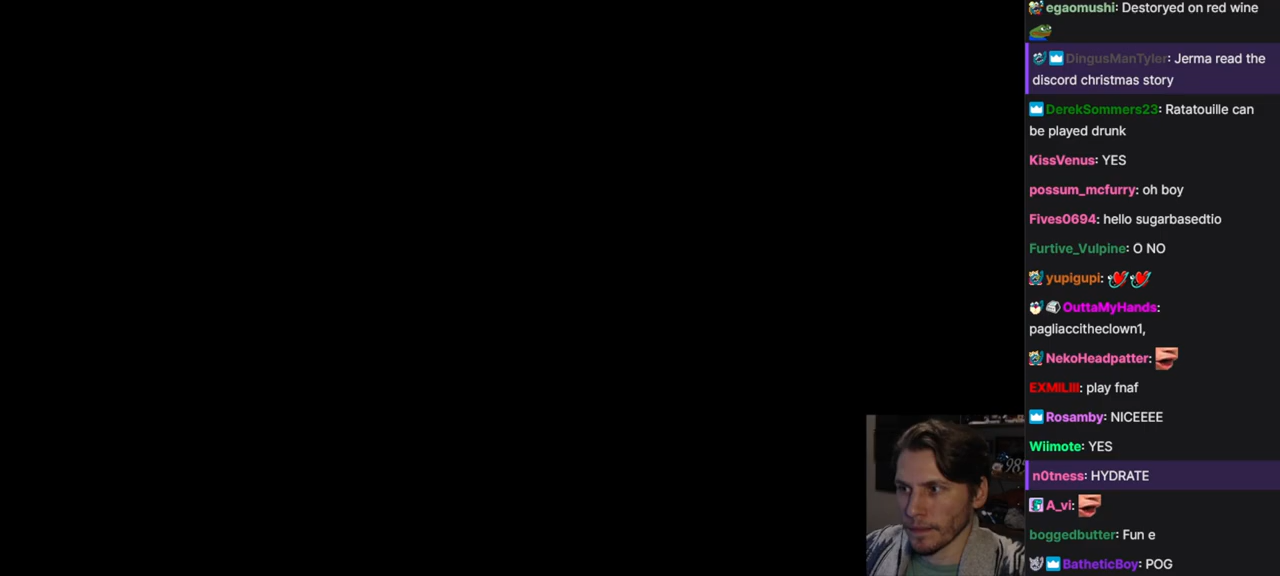 egaomushi: Destoryed on red wine
DingusManTyler: Jerma read the
discord christmas story
DerekSommers23: Ratatouille can
be played drunk
KissVenus: YES
possum_mcfurry: oh boy
Fives0694: hello sugarbasedtio
Furtive_Vulpine: O NO
yupigupi:
OuttaMyHands:
pagliaccitheclown1,
NekoHeadpatter:
EXMILIII: play fnaf
Rosamby: NICEEEE
Wiimote: YES
n0tness: HYDRATE
A_vi:
boggedbutter: Fun e
BatheticBoy: POG